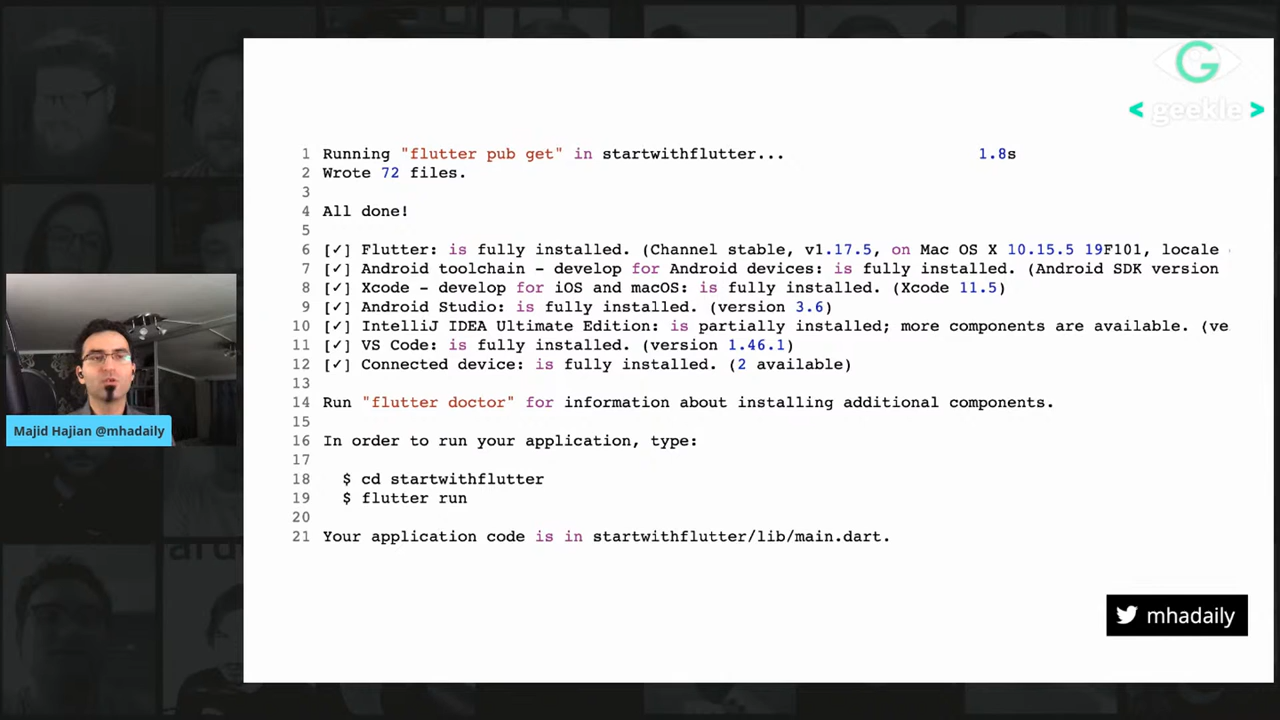 G
< geekle >
1 Running "flutter pub get" in startwithflutter... 1.8s
2 Wrote 72 files.
3
4 All done!
5
6 [✓] Flutter: is fully installed. (Channel stable, v1.17.5, on Mac OS X 10.15.5 19F101, locale
7 [✓] Android toolchain - develop for Android devices: is fully installed. (Android SDK version
8 [✓] Xcode - develop for iOS and macOS: is fully installed. (Xcode 11.5)
9 [✓] Android Studio: is fully installed. (version 3.6)
10 [✓] IntelliJ IDEA Ultimate Edition: is partially installed; more components are available. (ve
11 [✓] VS Code: is fully installed. (version 1.46.1)
12 [✓] Connected device: is fully installed. (2 available)
13
14 Run "flutter doctor" for information about installing additional components.
15
16 In order to run your application, type:
17
18 $ cd startwithflutter
19 $ flutter run
20
21 Your application code is in startwithflutter/lib/main.dart.
Majid Hajian @mhadaily
mhadaily